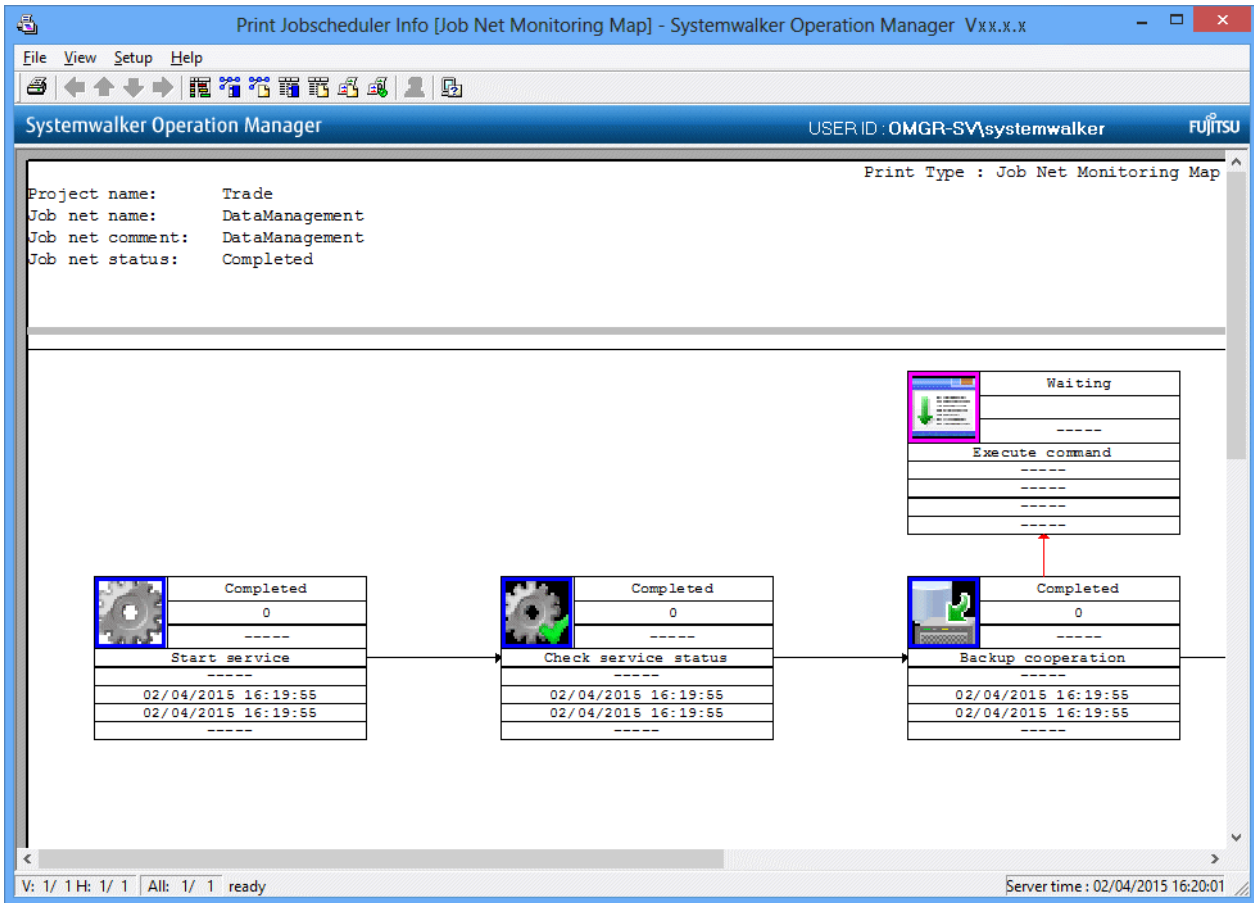 Print Jobscheduler Info [Job Net Monitoring Map] - Systemwalker Operation Manager Vxx.x.x
File View Setup Help
Systemwalker Operation Manager USER ID : OMGR-SV\systemwalker FUJITSU
Print Type : Job Net Monitoring Map
Project name: Trade
Job net name: DataManagement
Job net comment: DataManagement
Job net status: Completed
Waiting
-----
Execute command
-----
-----
-----
-----
Completed
0
-----
Start service
-----
02/04/2015 16:19:55
02/04/2015 16:19:55
-----
Completed
0
-----
Check service status
-----
02/04/2015 16:19:55
02/04/2015 16:19:55
-----
Completed
0
-----
Backup cooperation
-----
02/04/2015 16:19:55
02/04/2015 16:19:55
-----
V: 1/ 1 H: 1/ 1 All: 1/ 1 ready Server time : 02/04/2015 16:20:01